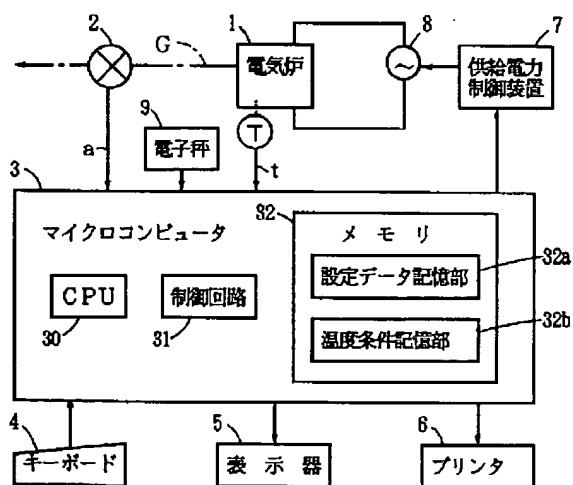 2
G
1
8
7
電気炉
~
供給電力
制御装置
9
T
電子秤
a
t
3
32
マイクロコンピュータ
メモリ
32a
設定データ記憶部
CPU
制御回路
30
31
32b
温度条件記憶部
4
5
6
キーボード
表示器
プリンタ